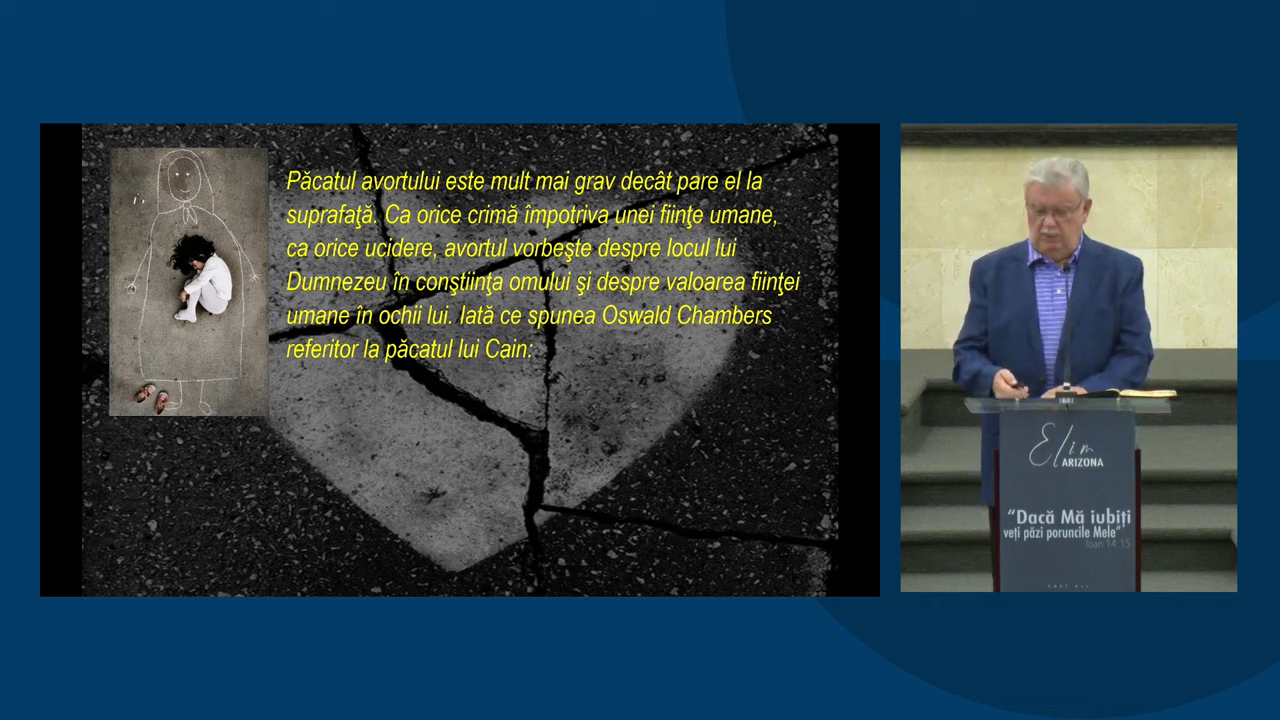 Păcatul avortului este mult mai grav decât pare el la
suprafaţă. Ca orice crimă împotriva unei fiinţe umane,
ca orice ucidere, avortul vorbeşte despre locul lui
Dumnezeu în conştiinţa omului şi despre valoarea fiinţei
umane în ochii lui. Iată ce spunea Oswald Chambers
referitor la păcatul lui Cain:
Elim
ARIZONA
“Dacă Mă iubiți
veți păzi poruncile Mele”
Ioan 14:15